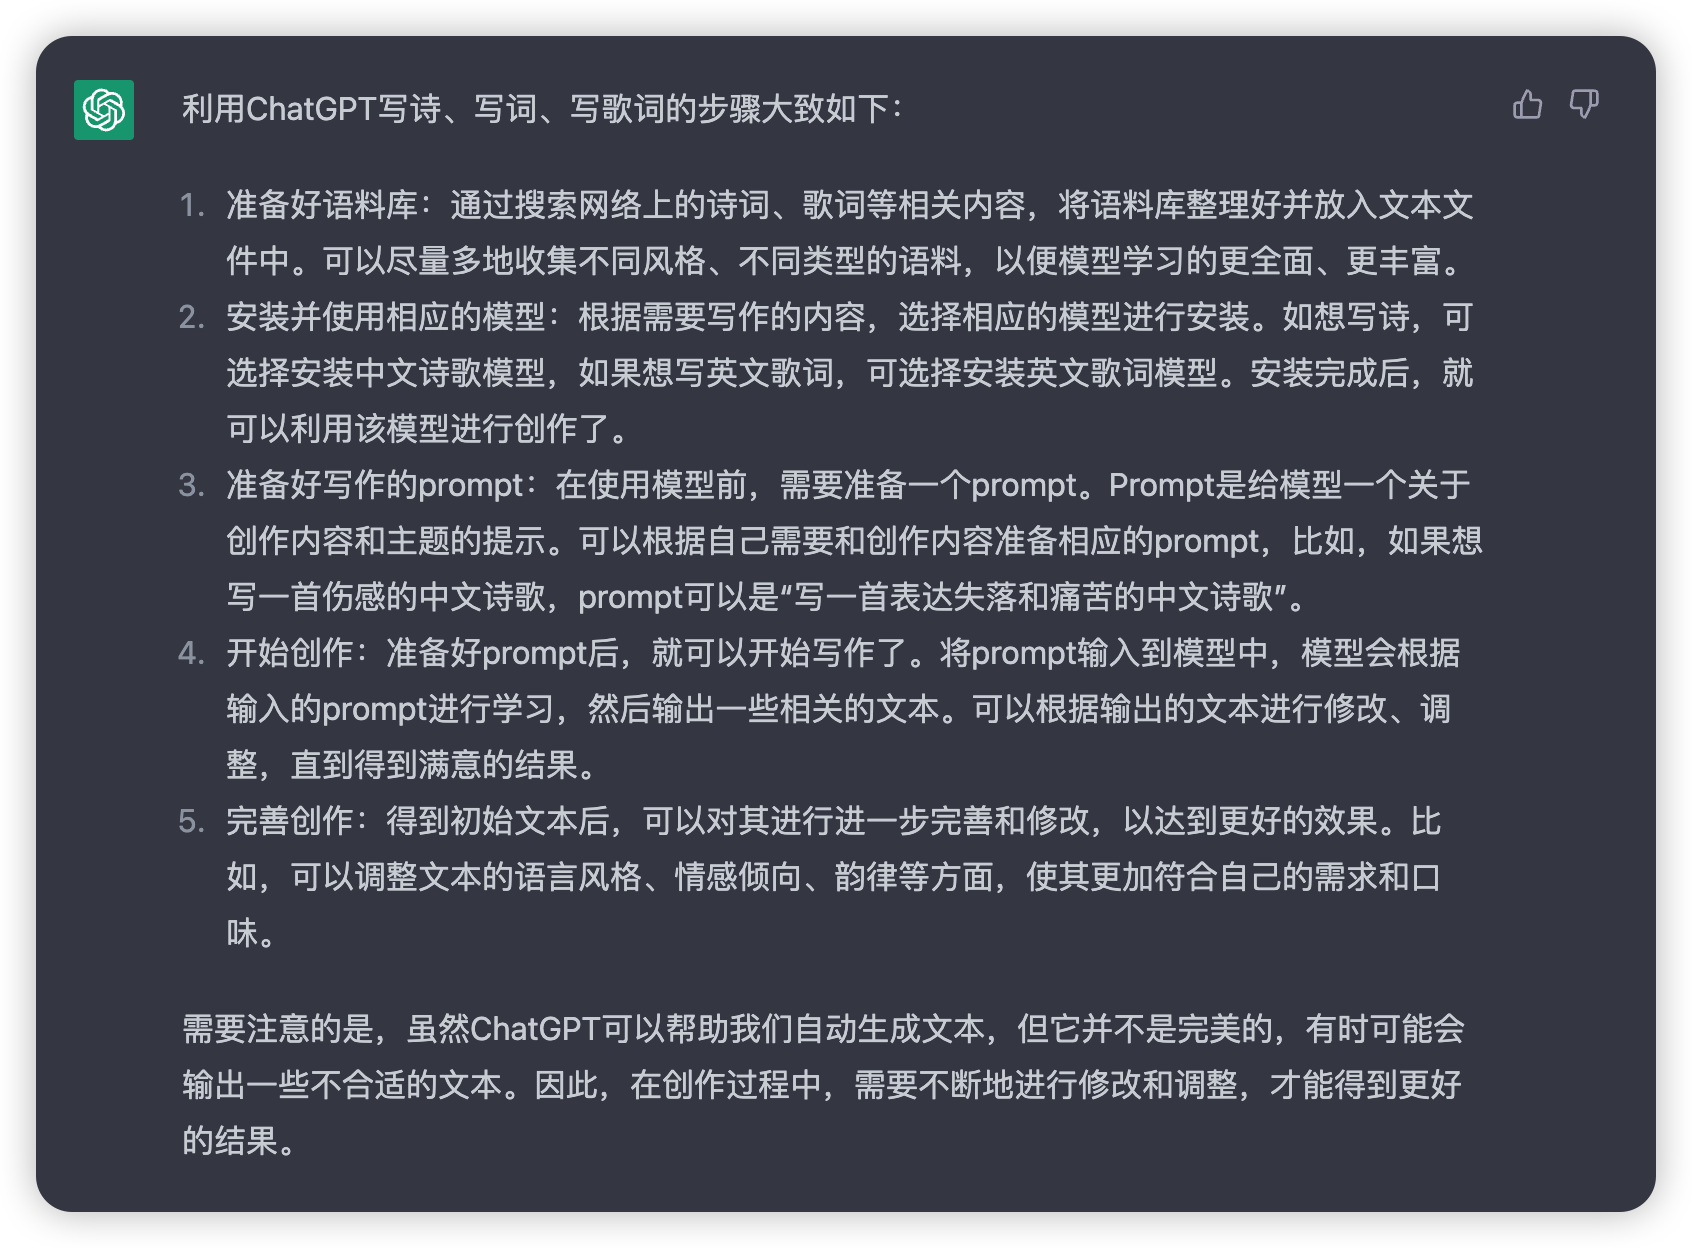 利用ChatGPT写诗、写词、写歌词的步骤大致如下：
1. 准备好语料库：通过搜索网络上的诗词、歌词等相关内容，将语料库整理好并放入文本文
件中。可以尽量多地收集不同风格、不同类型的语料，以便模型学习的更全面、更丰富。
2. 安装并使用相应的模型：根据需要写作的内容，选择相应的模型进行安装。如想写诗，可
选择安装中文诗歌模型，如果想写英文歌词，可选择安装英文歌词模型。安装完成后，就
可以利用该模型进行创作了。
3. 准备好写作的prompt：在使用模型前，需要准备一个prompt。Prompt是给模型一个关于
创作内容和主题的提示。可以根据自己需要和创作内容准备相应的prompt，比如，如果想
写一首伤感的中文诗歌，prompt可以是“写一首表达失落和痛苦的中文诗歌”。
4. 开始创作：准备好prompt后，就可以开始写作了。将prompt输入到模型中，模型会根据
输入的prompt进行学习，然后输出一些相关的文本。可以根据输出的文本进行修改、调
整，直到得到满意的结果。
5. 完善创作：得到初始文本后，可以对其进行进一步完善和修改，以达到更好的效果。比
如，可以调整文本的语言风格、情感倾向、韵律等方面，使其更加符合自己的需求和口
味。
需要注意的是，虽然ChatGPT可以帮助我们自动生成文本，但它并不是完美的，有时可能会
输出一些不合适的文本。因此，在创作过程中，需要不断地进行修改和调整，才能得到更好
的结果。